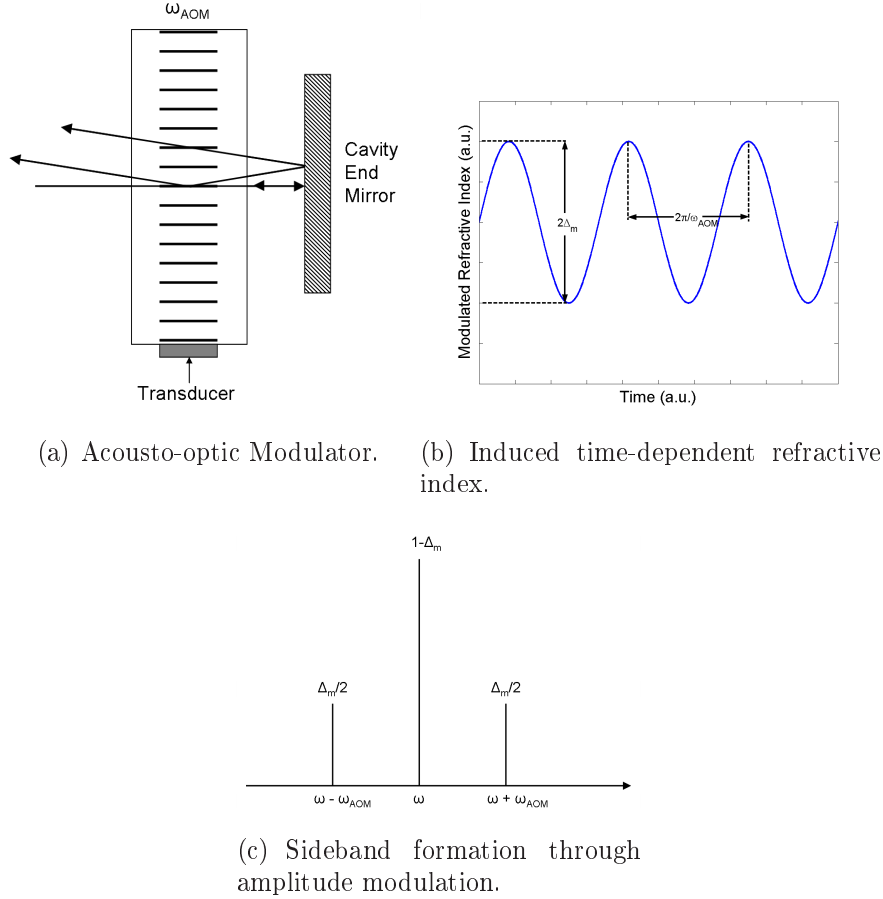 ω_AOM
Cavity
End
Mirror
Transducer
(a) Acousto-optic Modulator.
Modulated Refractive Index (a.u.)
2Δ_m
2π/ω_AOM
Time (a.u.)
(b) Induced time-dependent refractive
index.
1-Δ_m
Δ_m/2
Δ_m/2
ω - ω_AOM
ω
ω + ω_AOM
(c) Sideband formation through
amplitude modulation.